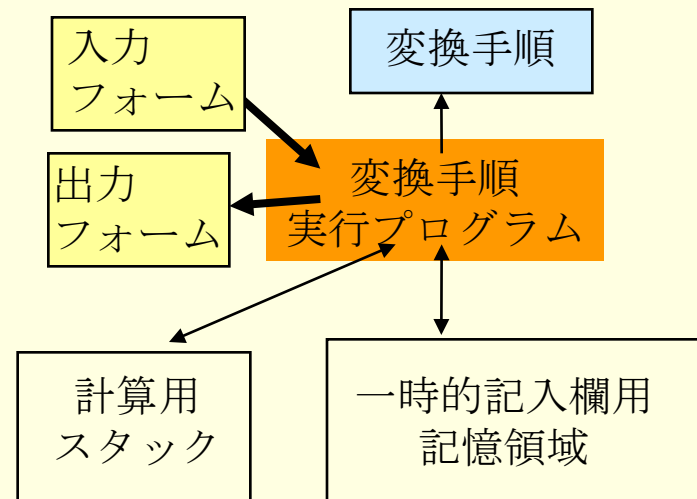 入力
フォーム
変換手順
出力
フォーム
変換手順
実行プログラム
計算用
スタック
一時的記入欄用
記憶領域